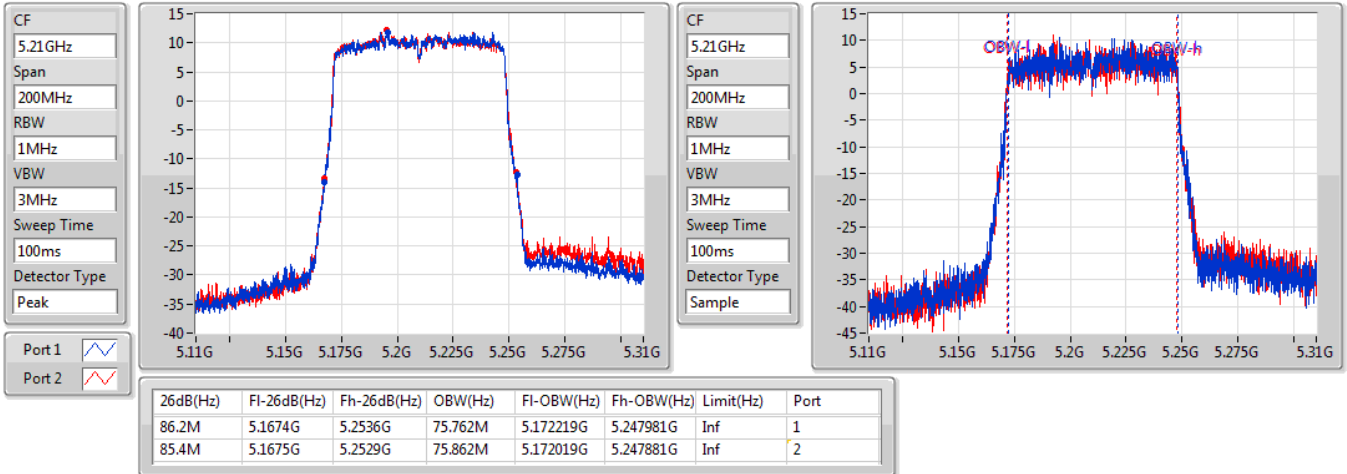 CF
5.21GHz
Span
200MHz
RBW
1MHz
VBW
3MHz
Sweep Time
100ms
Detector Type
Peak
Port 1
Port 2
15
10
5
0
-5
-10
-15
-20
-25
-30
-35
-40
5.11G 5.15G 5.175G 5.2G 5.225G 5.25G 5.275G 5.31G
CF
5.21GHz
Span
200MHz
RBW
1MHz
VBW
3MHz
Sweep Time
100ms
Detector Type
Sample
15
10
5
0
-5
-10
-15
-20
-25
-30
-35
-40
-45
OBW-l OBW-h
5.11G 5.15G 5.175G 5.2G 5.225G 5.25G 5.275G 5.31G
26dB(Hz) Fl-26dB(Hz) Fh-26dB(Hz) OBW(Hz) Fl-OBW(Hz) Fh-OBW(Hz) Limit(Hz) Port
86.2M 5.1674G 5.2536G 75.762M 5.172219G 5.247981G Inf 1
85.4M 5.1675G 5.2529G 75.862M 5.172019G 5.247881G Inf 2